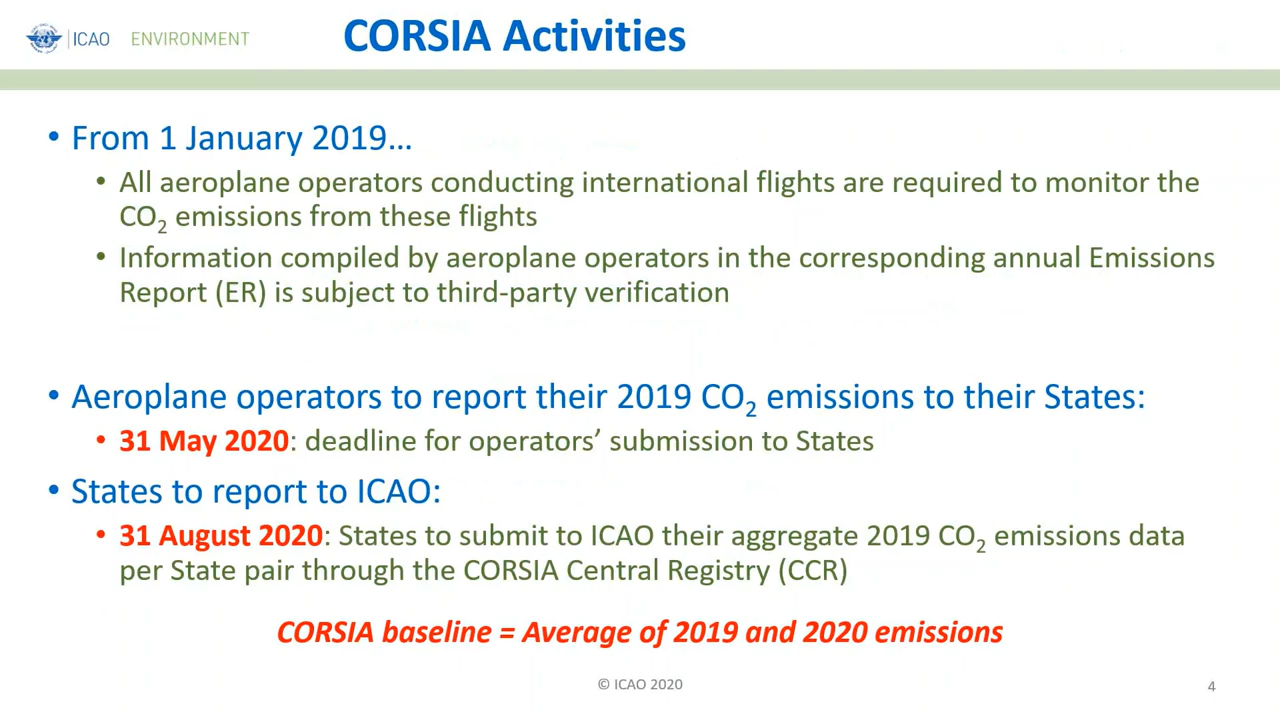 ICAO ENVIRONMENT
CORSIA Activities
• From 1 January 2019…
• All aeroplane operators conducting international flights are required to monitor the
CO₂ emissions from these flights
• Information compiled by aeroplane operators in the corresponding annual Emissions
Report (ER) is subject to third-party verification
• Aeroplane operators to report their 2019 CO₂ emissions to their States:
• 31 May 2020: deadline for operators’ submission to States
• States to report to ICAO:
• 31 August 2020: States to submit to ICAO their aggregate 2019 CO₂ emissions data
per State pair through the CORSIA Central Registry (CCR)
CORSIA baseline = Average of 2019 and 2020 emissions
© ICAO 2020
4